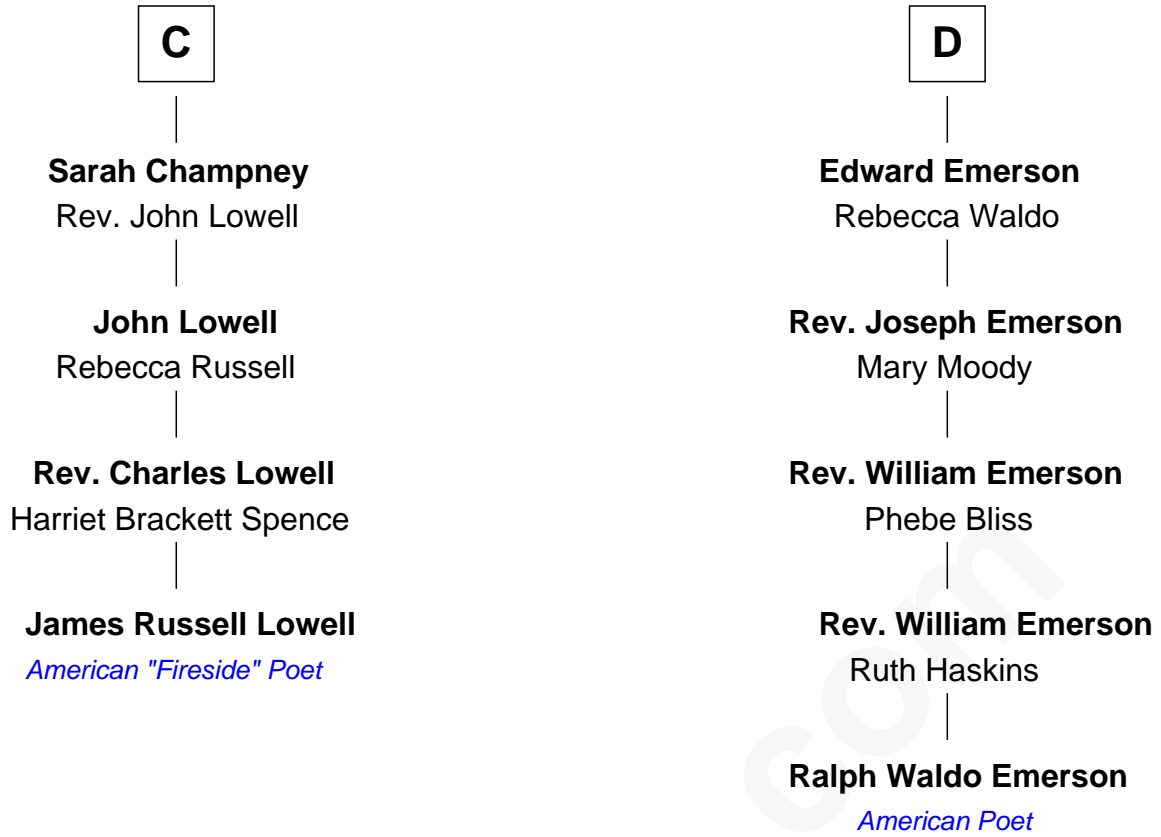 C
Sarah Champney
Rev. John Lowell
John Lowell
Rebecca Russell
Rev. Charles Lowell
Harriet Brackett Spence
James Russell Lowell
American "Fireside" Poet
D
Edward Emerson
Rebecca Waldo
Rev. Joseph Emerson
Mary Moody
Rev. William Emerson
Phebe Bliss
Rev. William Emerson
Ruth Haskins
Ralph Waldo Emerson
American Poet
com